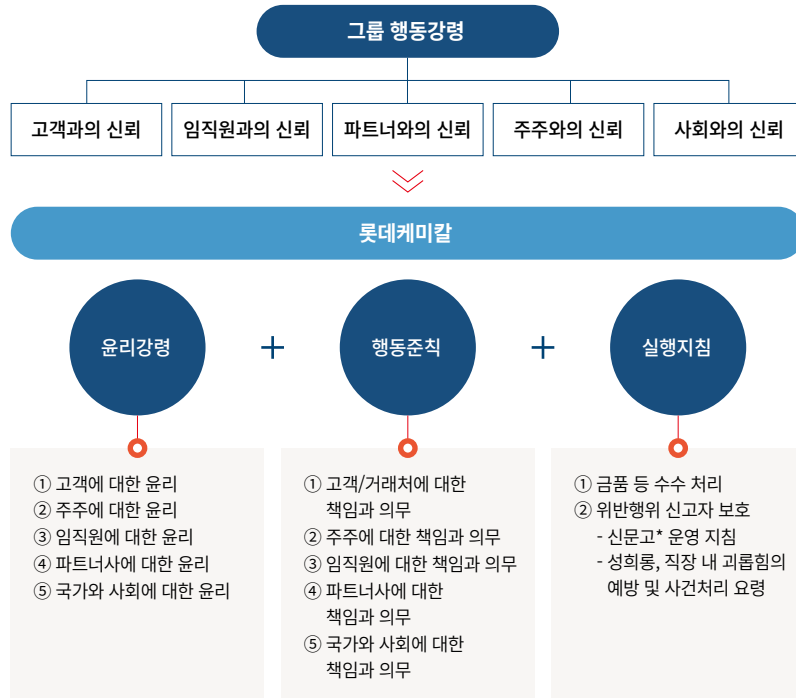 그룹 행동강령
고객과의 신뢰
임직원과의 신뢰
파트너와의 신뢰
주주와의 신뢰
사회와의 신뢰
롯데케미칼
윤리강령
+
행동준칙
+
실행지침
① 고객에 대한 윤리
② 주주에 대한 윤리
③ 임직원에 대한 윤리
④ 파트너사에 대한 윤리
⑤ 국가와 사회에 대한 윤리
① 고객/거래처에 대한
책임과 의무
② 주주에 대한 책임과 의무
③ 임직원에 대한 책임과 의무
④ 파트너사에 대한
책임과 의무
⑤ 국가와 사회에 대한
책임과 의무
① 금품 등 수수 처리
② 위반행위 신고자 보호
- 신문고* 운영 지침
- 성희롱, 직장 내 괴롭힘의
예방 및 사건처리 요령